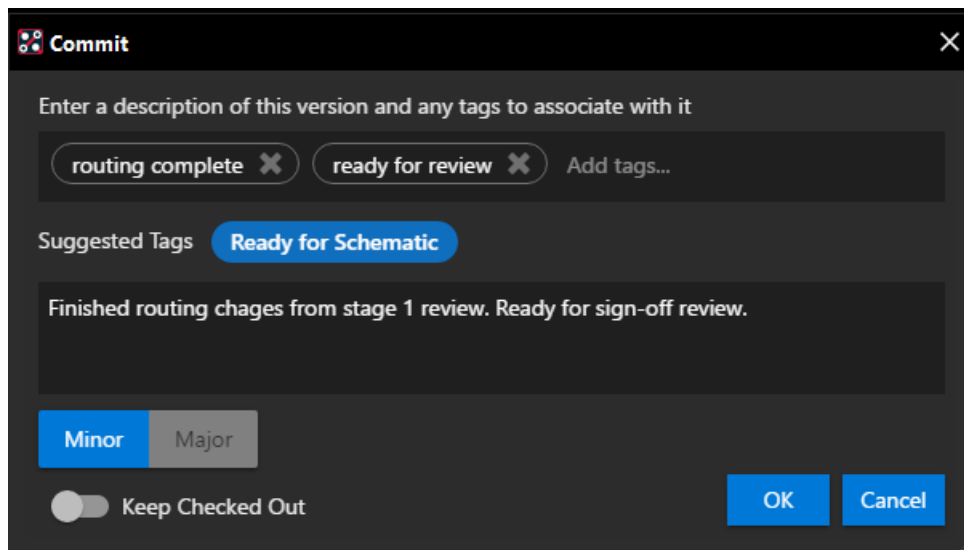 Commit
Enter a description of this version and any tags to associate with it
routing complete ready for review Add tags...
Suggested Tags Ready for Schematic
Finished routing chages from stage 1 review. Ready for sign-off review.
Minor Major
Keep Checked Out OK Cancel